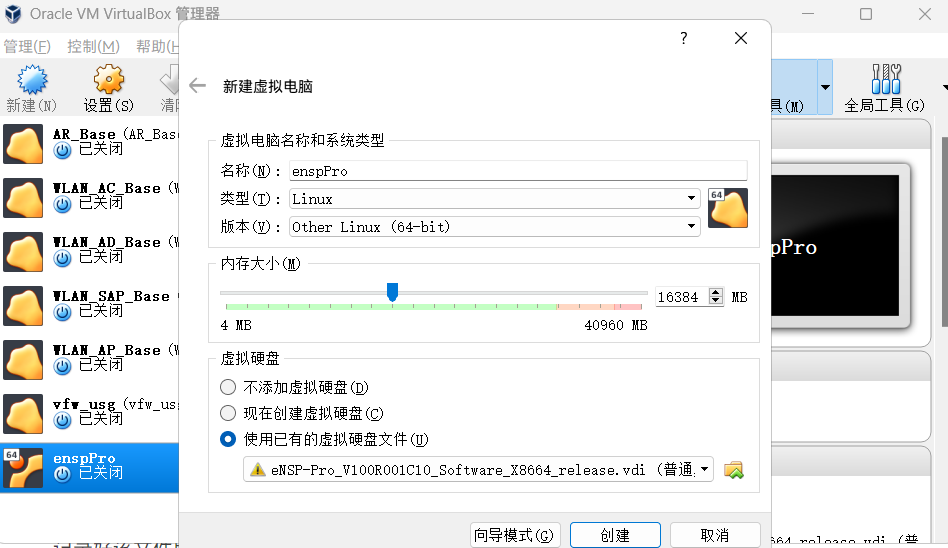 Oracle VM VirtualBox 管理器
管理(F) 控制(M) 帮助(H
新建(N) 设置(S) 清除 具(M) 全局工具(G)
AR_Base (AR_Bas
已关闭
WLAN_AC_Base (W
已关闭
WLAN_AD_Base (W
已关闭
WLAN_SAP_Base
已关闭
WLAN_AP_Base (W
已关闭
vfw_usg (vfw_usg
已关闭
64
enspPro
已关闭
?
新建虚拟电脑
虚拟电脑名称和系统类型
名称(N): enspPro
类型(T): Linux
64
版本(V): Other Linux (64-bit)
内存大小(M)
16384 MB
4 MB 40960 MB
虚拟硬盘
不添加虚拟硬盘(D)
现在创建虚拟硬盘(C)
使用已有的虚拟硬盘文件(U)
eNSP-Pro_V100R001C10_Software_X8664_release.vdi (普通,
向导模式(G) 创建 取消
pPro
664_release.vdi (普